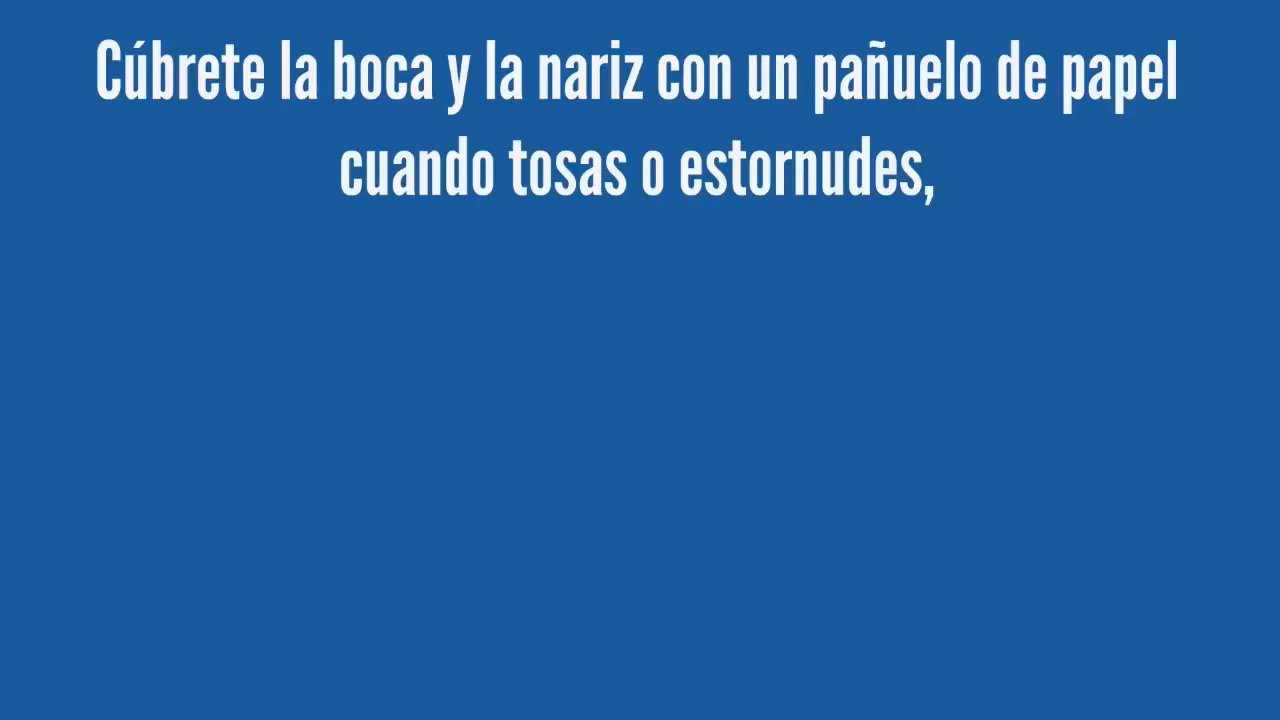 Cúbrete la boca y la nariz con un pañuelo de papel
cuando tosas o estornudes,